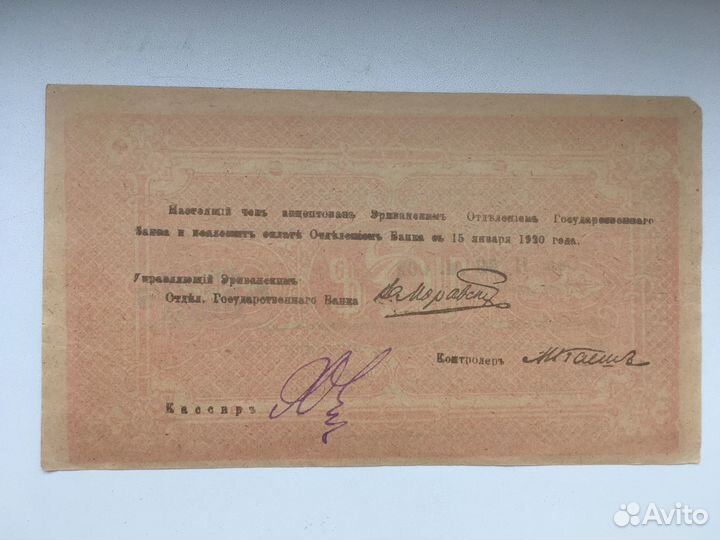 Настоящій чекъ акцептованъ Эриванскимъ Отдѣленіемъ Государственнаго
Банка и подлежитъ оплатѣ Отдѣленіемъ Банка съ 15 января 1920 года.
Управляющій Эриванскимъ
Отдѣл. Государственнаго Банка
Контролеръ
Кассиръ
Avito